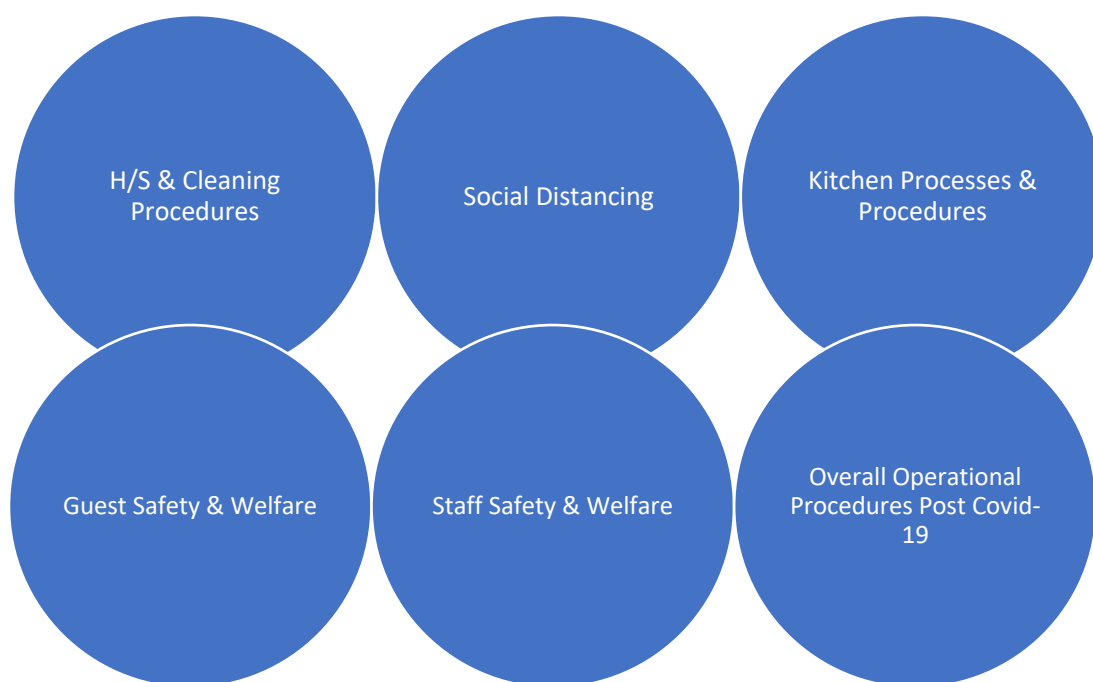 H/S & Cleaning
Procedures
Social Distancing
Kitchen Processes &
Procedures
Guest Safety & Welfare
Staff Safety & Welfare
Overall Operational
Procedures Post Covid-
19